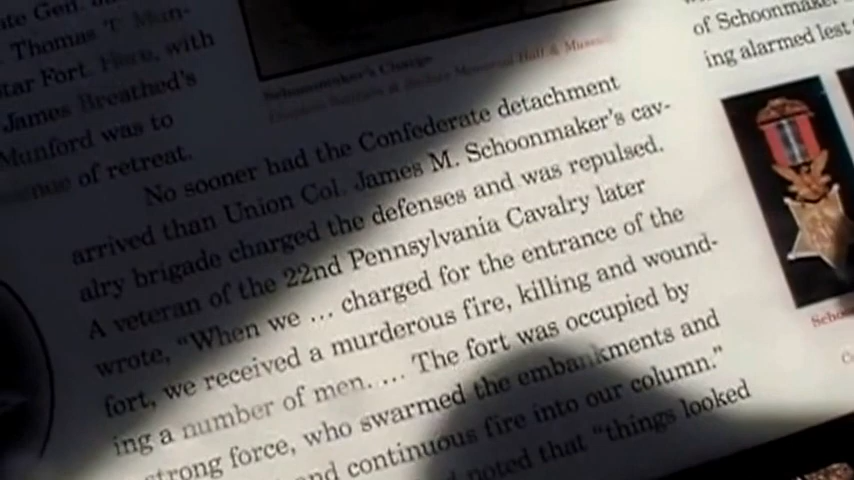 ate Gen.
Thomas T. Mun-
Star Fort. Here, with
James Breathed's
Munford was to
of retreat.
Schoonmaker's Charge
No sooner had the Confederate detachment
arrived than Union Col. James M. Schoonmaker's cav-
alry brigade charged the defenses and was repulsed.
A veteran of the 22nd Pennsylvania Cavalry later
wrote, "When we ... charged for the entrance of the
fort, we received a murderous fire, killing and wound-
ing a number of men. ... The fort was occupied by
strong force, who swarmed the embankments and
and continuous fire into our column."
noted that "things looked
of Schoonmaker
ing alarmed lest